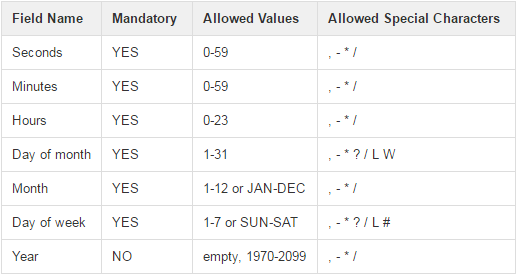 Field Name Mandatory Allowed Values Allowed Special Characters
Seconds YES 0-59 , - * /
Minutes YES 0-59 , - * /
Hours YES 0-23 , - * /
Day of month YES 1-31 , - * ? / L W
Month YES 1-12 or JAN-DEC , - * /
Day of week YES 1-7 or SUN-SAT , - * ? / L #
Year NO empty, 1970-2099 , - * /